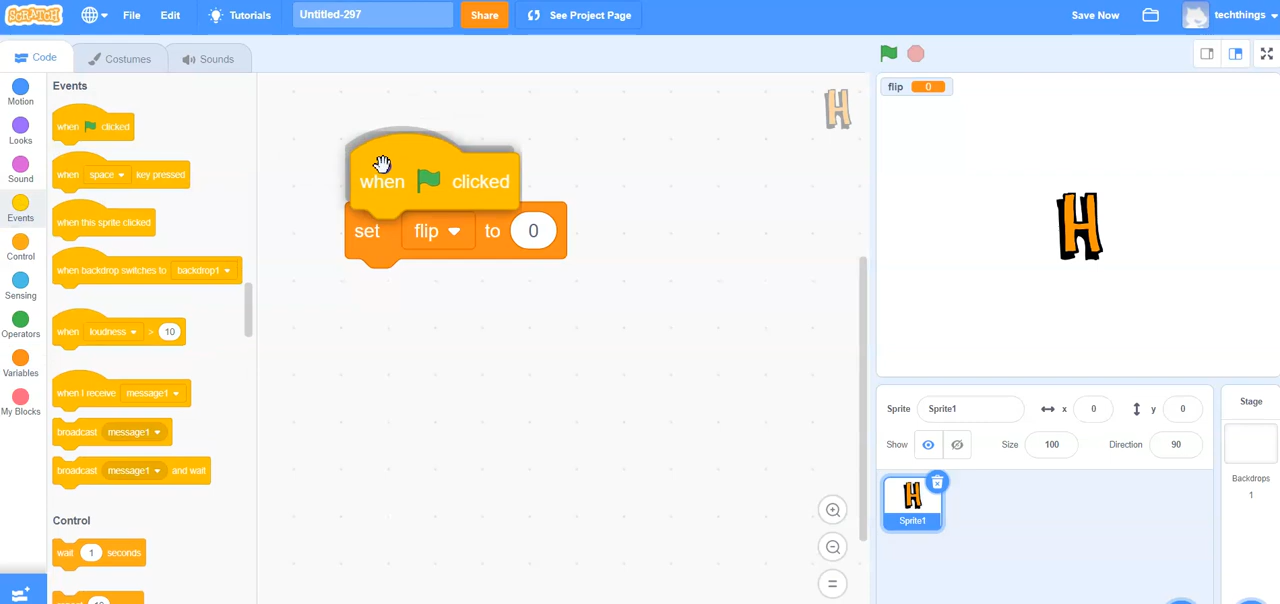 SCRATCH File Edit Tutorials Untitled-297 Share See Project Page Save Now techthings
Code Costumes Sounds
Motion
Looks
Sound
Events
Control
Sensing
Operators
Variables
My Blocks
Events
when clicked
when space key pressed
when this sprite clicked
when backdrop switches to backdrop1
when loudness > 10
when I receive message1
broadcast message1
broadcast message1 and wait
Control
wait 1 seconds
10
when clicked
set flip to 0
H
flip 0
H
Sprite Sprite1 x 0 y 0
Show Size 100 Direction 90
H
Sprite1
Stage
Backdrops
1